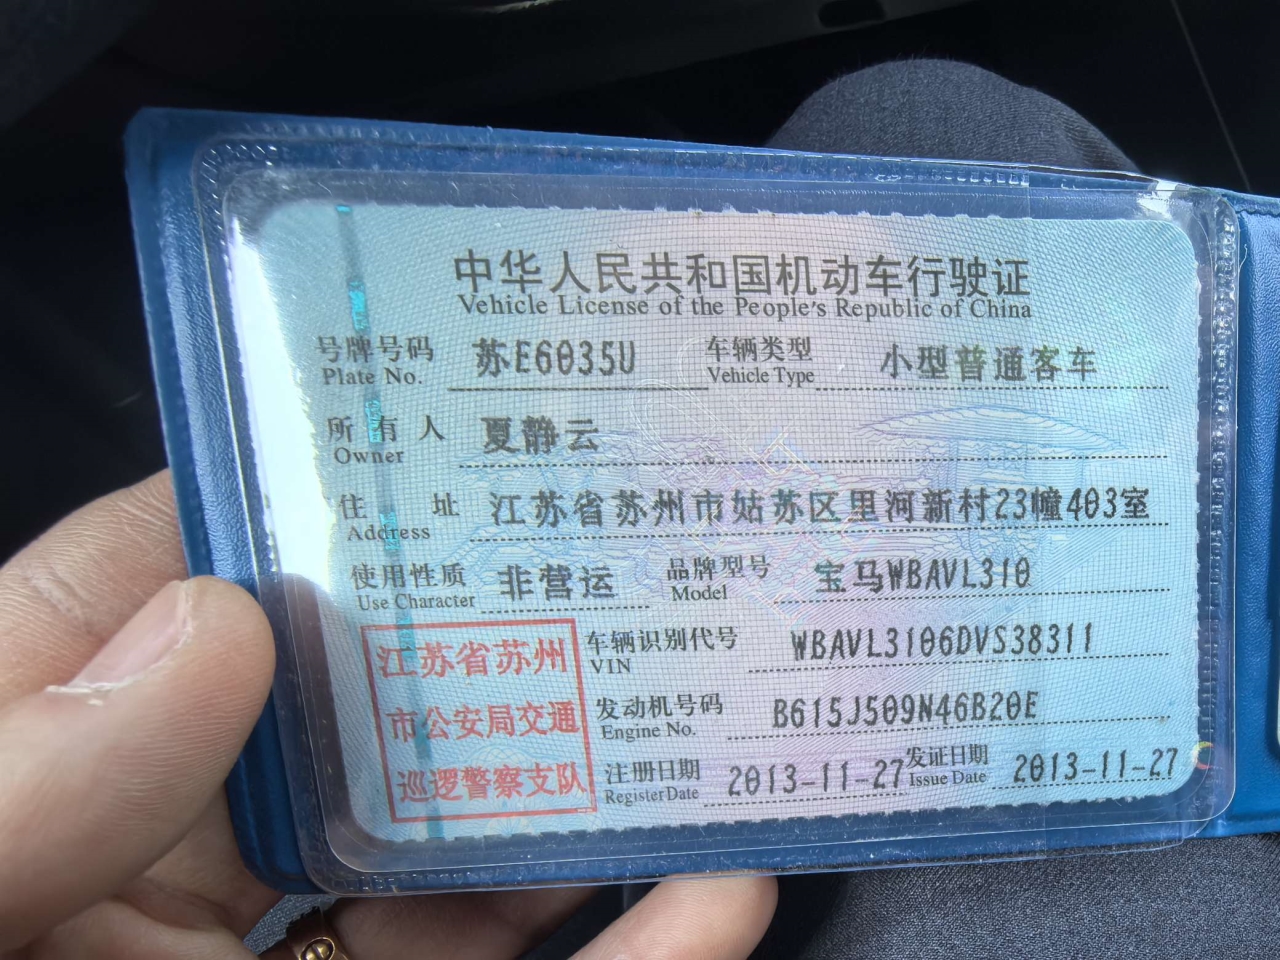 中华人民共和国机动车行驶证
Vehicle License of the People's Republic of China
号牌号码 苏E6035U 车辆类型 小型普通客车
Plate No. Vehicle Type
所有人 夏静云
Owner
住址 江苏省苏州市姑苏区里河新村23幢403室
Address
使用性质 非营运 品牌型号 宝马WBAVL310
Use Character Model
江苏省苏州
市公安局交通
巡逻警察支队
车辆识别代号 WBAVL3106DVS38311
VIN
发动机号码 B615J509N46B20E
Engine No.
注册日期 2013-11-27 发证日期 2013-11-27
Register Date Issue Date